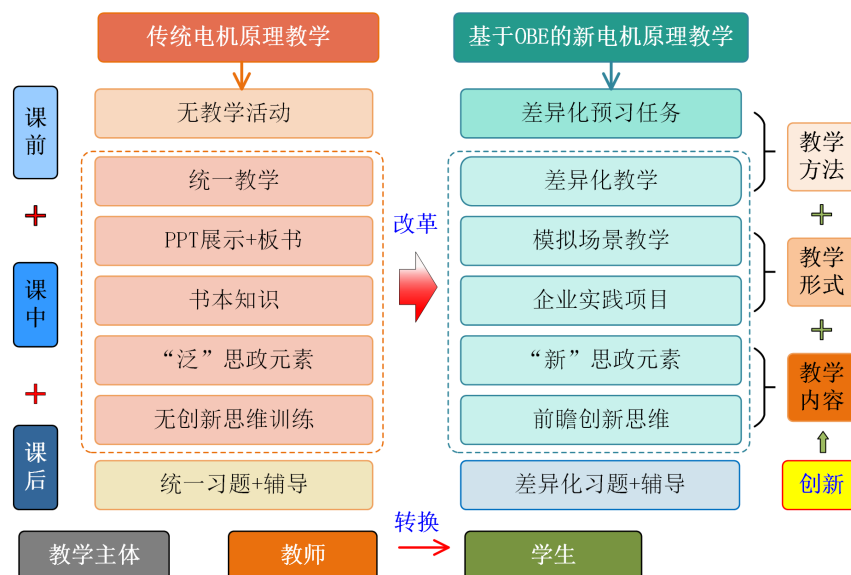 传统电机原理教学
基于OBE的新电机原理教学
课前
无教学活动
差异化预习任务
教学方法
统一教学
差异化教学
改革
PPT展示+板书
模拟场景教学
教学形式
课中
书本知识
企业实践项目
“泛”思政元素
“新”思政元素
教学内容
无创新思维训练
前瞻创新思维
课后
统一习题+辅导
差异化习题+辅导
创新
转换
教学主体
教师
学生